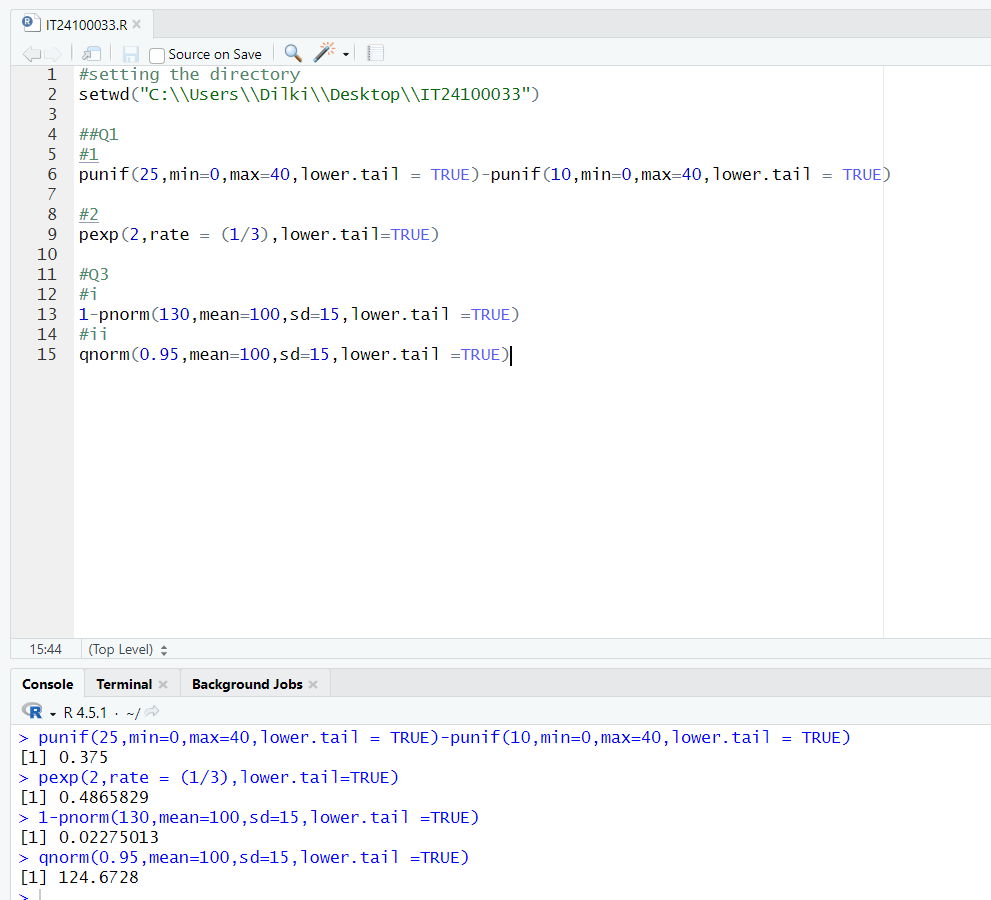 IT24100033.R
Source on Save
1 #setting the directory
2 setwd("C:\\Users\\Dilki\\Desktop\\IT24100033")
3
4 ##Q1
5 #1
6 punif(25,min=0,max=40,lower.tail = TRUE)-punif(10,min=0,max=40,lower.tail = TRUE)
7
8 #2
9 pexp(2,rate = (1/3),lower.tail=TRUE)
10
11 #Q3
12 #i
13 1-pnorm(130,mean=100,sd=15,lower.tail =TRUE)
14 #ii
15 qnorm(0.95,mean=100,sd=15,lower.tail =TRUE)
15:44 (Top Level)
Console Terminal Background Jobs
R R 4.5.1 · ~/
> punif(25,min=0,max=40,lower.tail = TRUE)-punif(10,min=0,max=40,lower.tail = TRUE)
[1] 0.375
> pexp(2,rate = (1/3),lower.tail=TRUE)
[1] 0.4865829
> 1-pnorm(130,mean=100,sd=15,lower.tail =TRUE)
[1] 0.02275013
> qnorm(0.95,mean=100,sd=15,lower.tail =TRUE)
[1] 124.6728
>